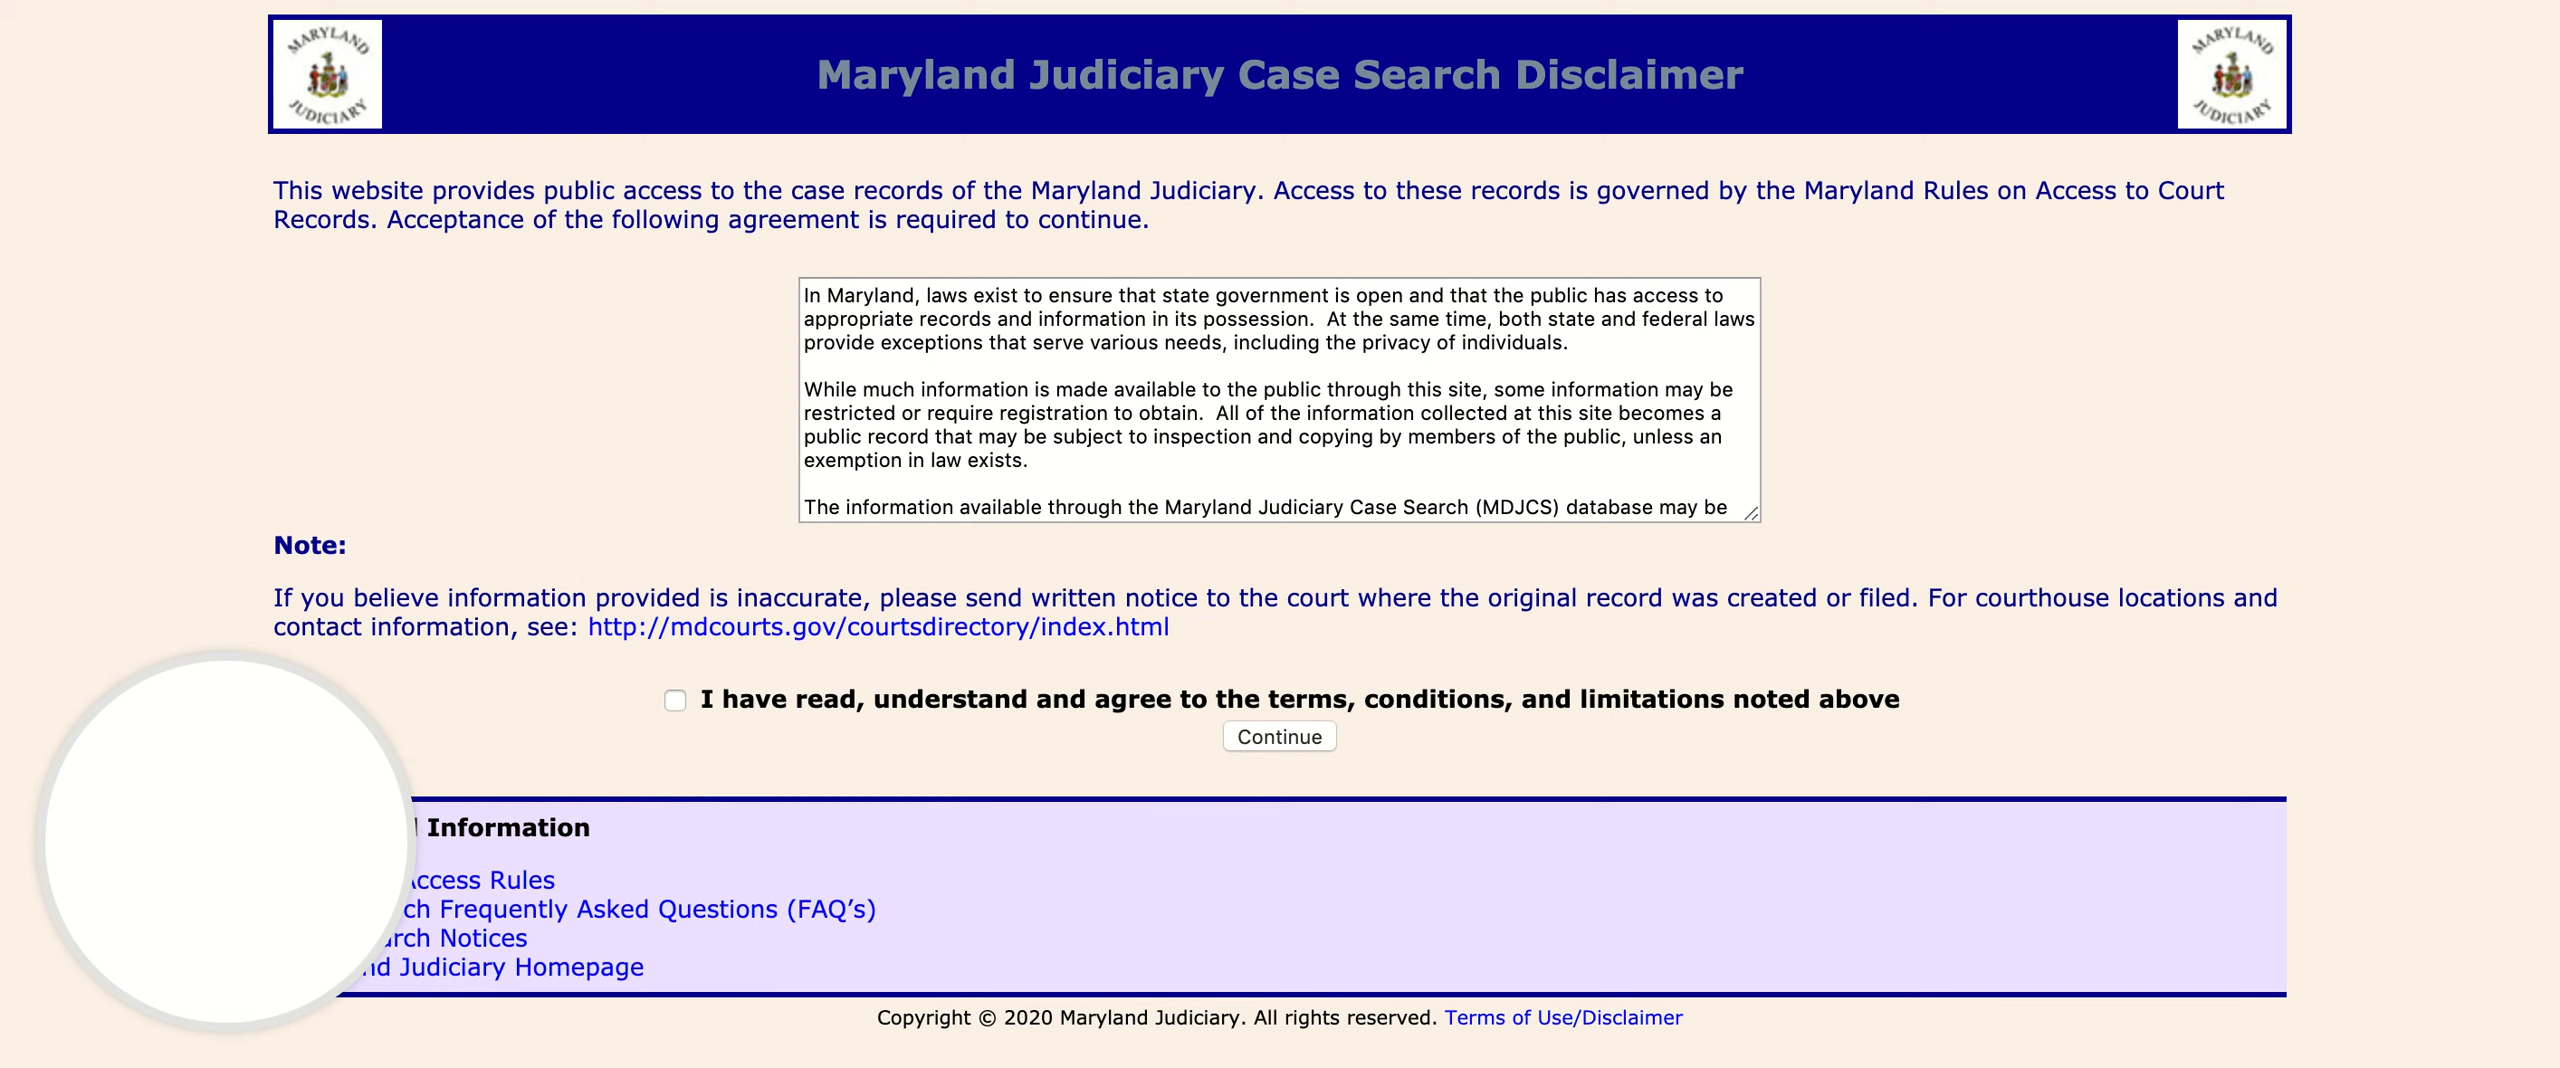 MARYLAND
JUDICIARY
Maryland Judiciary Case Search Disclaimer
MARYLAND
JUDICIARY
This website provides public access to the case records of the Maryland Judiciary. Access to these records is governed by the Maryland Rules on Access to Court
Records. Acceptance of the following agreement is required to continue.
In Maryland, laws exist to ensure that state government is open and that the public has access to
appropriate records and information in its possession.  At the same time, both state and federal laws
provide exceptions that serve various needs, including the privacy of individuals.
While much information is made available to the public through this site, some information may be
restricted or require registration to obtain.  All of the information collected at this site becomes a
public record that may be subject to inspection and copying by members of the public, unless an
exemption in law exists.
The information available through the Maryland Judiciary Case Search (MDJCS) database may be
Note:
If you believe information provided is inaccurate, please send written notice to the court where the original record was created or filed. For courthouse locations and
contact information, see: http://mdcourts.gov/courtsdirectory/index.html
I have read, understand and agree to the terms, conditions, and limitations noted above
Continue
Information
Access Rules
Frequently Asked Questions (FAQ's)
Notices
Judiciary Homepage
Copyright © 2020 Maryland Judiciary. All rights reserved. Terms of Use/Disclaimer